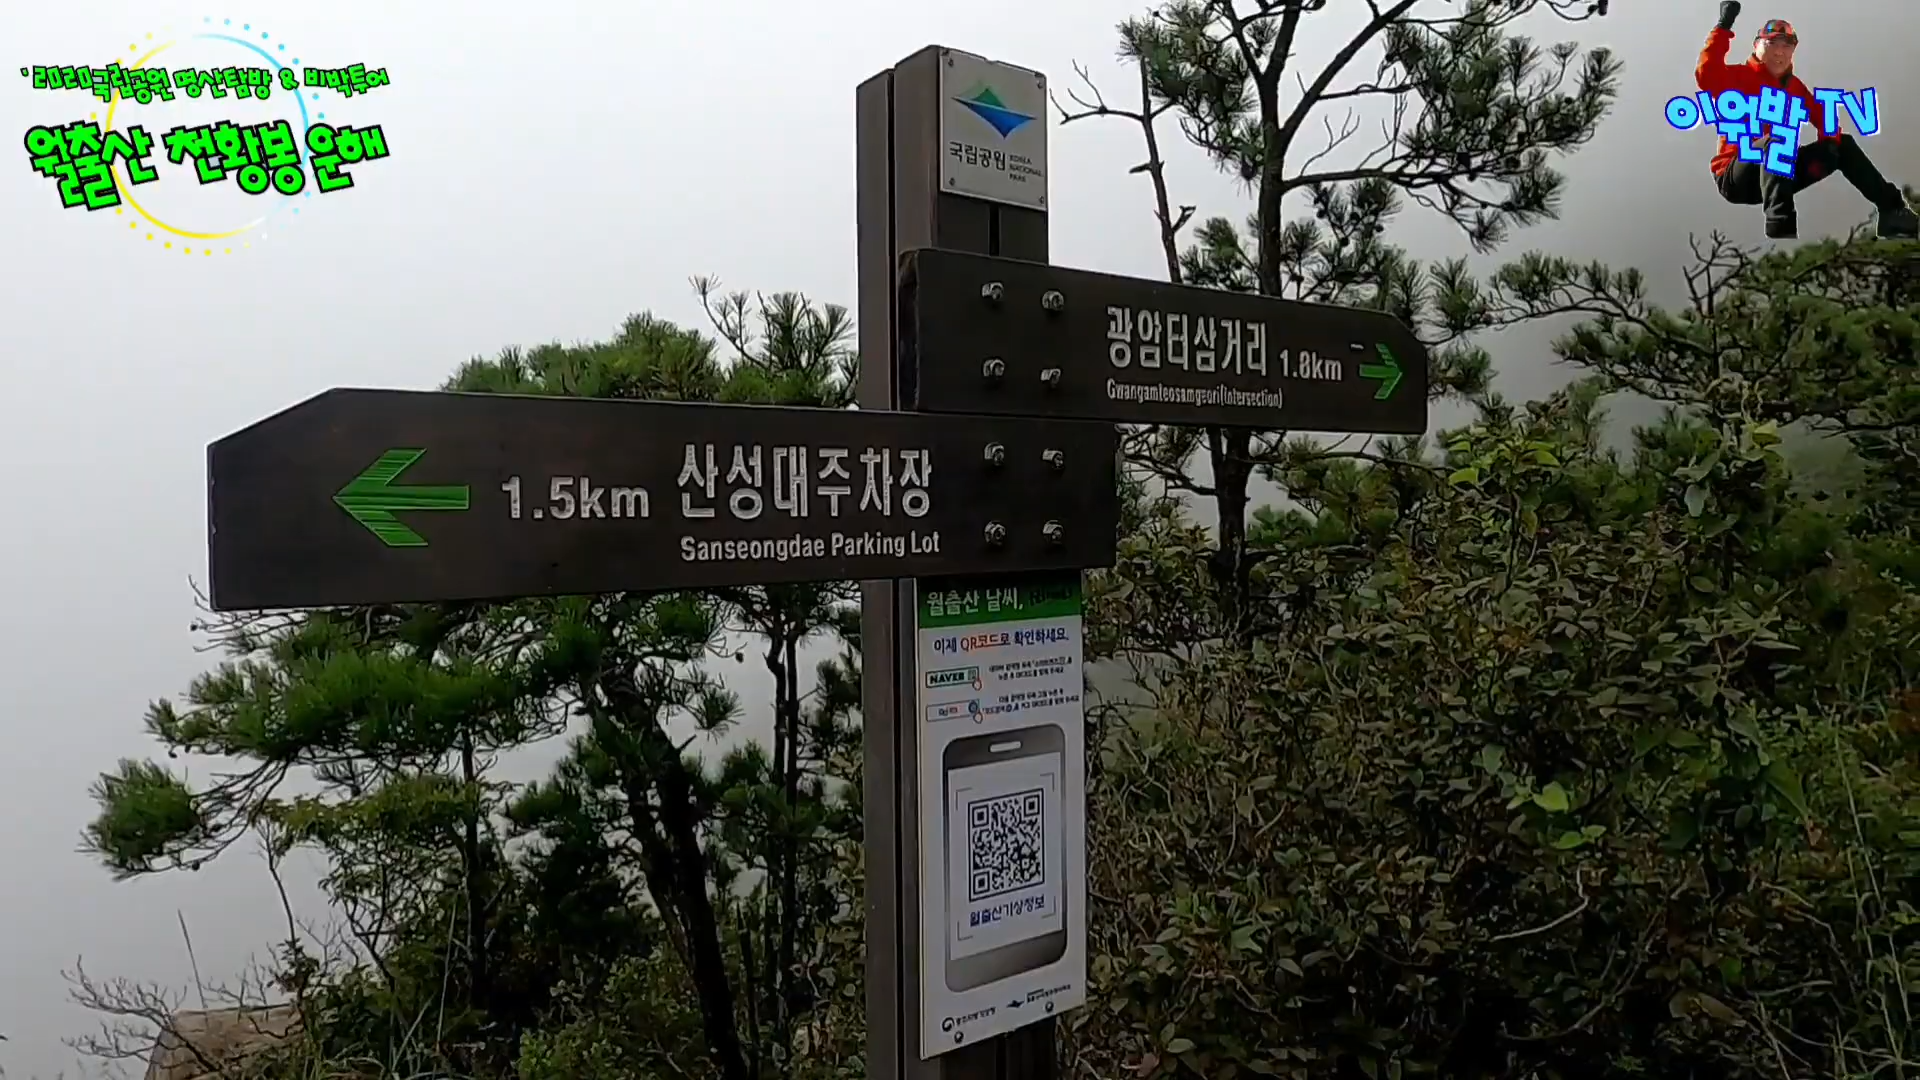 '2020국립공원 명산탐방 & 비박투어
월출산 천황봉 운해
이원발 TV
국립공원 KOREA NATIONAL PARK
광암터삼거리 1.8km
Gwangamteosamgeori(Intersection)
1.5km 산성대주차장
Sanseongdae Parking Lot
월출산 날씨,
이제 QR코드로 확인하세요.
NAVER
월출산기상정보